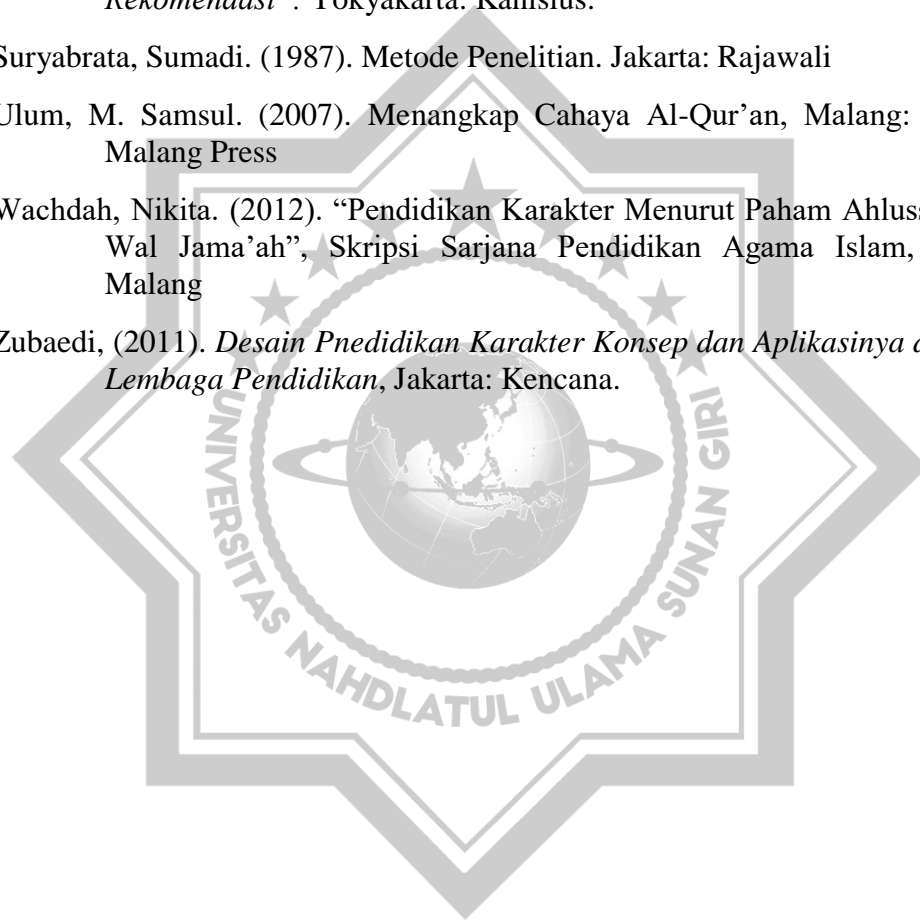 Rekomendasi". Yokyakarta: Kanisius.
Suryabrata, Sumadi. (1987). Metode Penelitian. Jakarta: Rajawali
Ulum, M. Samsul. (2007). Menangkap Cahaya Al-Qur’an, Malang:
Malang Press
Wachdah, Nikita. (2012). “Pendidikan Karakter Menurut Paham
Wal Jama’ah”, Skripsi Sarjana Pendidikan Agama Islam,
Malang
Zubaedi, (2011). Desain Pnedidikan Karakter Konsep dan Aplikasinya
Lembaga Pendidikan, Jakarta: Kencana.
UNIVERSITAS NAHDLATUL ULAMA SUNAN GIRI